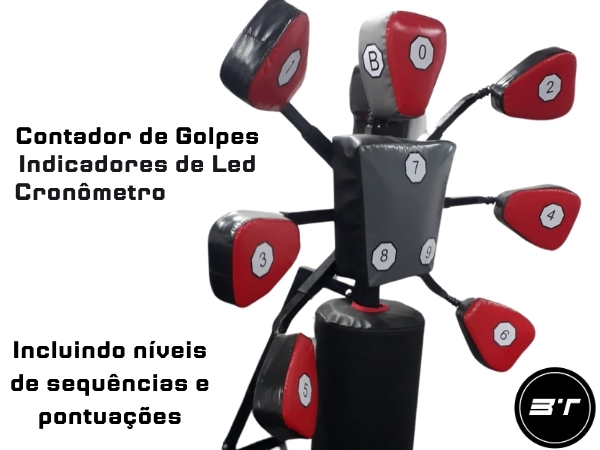 1
B
0
2
Contador de Golpes
Indicadores de Led
Cronômetro
7
4
3
8
9
6
Incluindo níveis
de sequências e
pontuações
5
BT